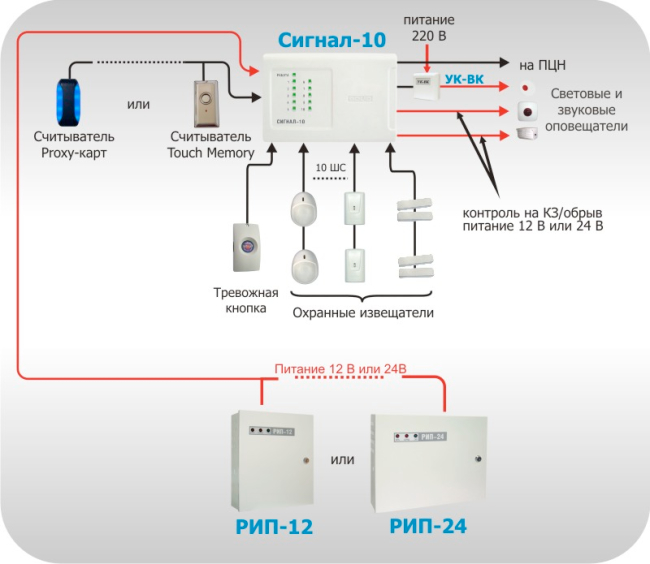 питание
220 В
Сигнал-10
УК-ВК
на ПЦН
Световые и
звуковые
оповещатели
или
Считыватель
Proxy-карт
Считыватель
Touch Memory
СИГНАЛ-10
10 ШС
контроль на КЗ/обрыв
питание 12 В или 24 В
Тревожная
кнопка
Охранные извещатели
Питание 12 В или 24В
РИП-12
РИП-24
или
РИП-12
РИП-24